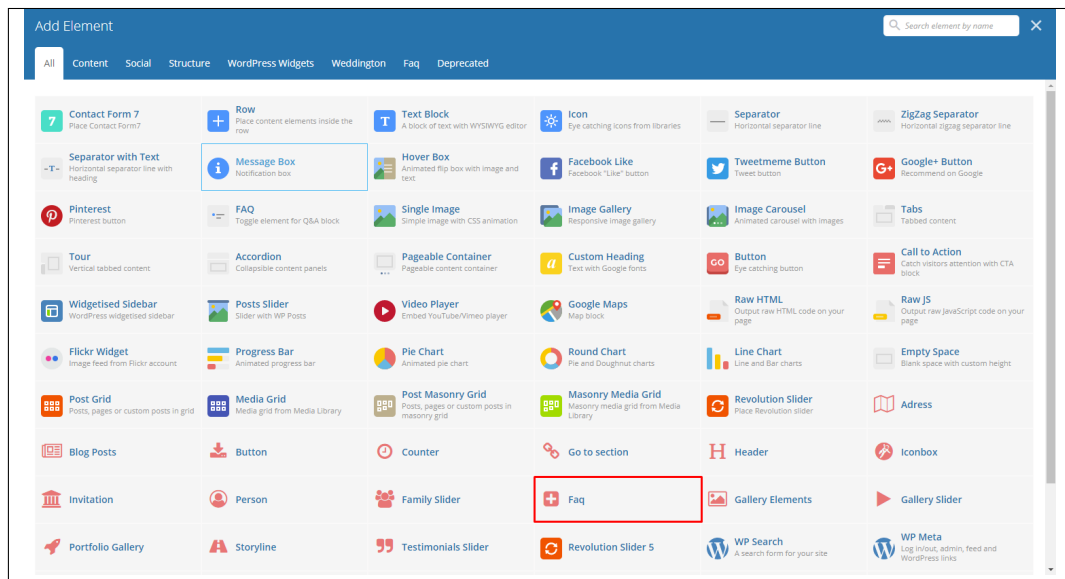 Add Element
Search element by name
All Content Social Structure WordPress Widgets Weddington Faq Deprecated
7
Contact Form 7
Place Contact Form7
Row
Place content elements inside the
row
T
Text Block
A block of text with WYSIWYG editor
Icon
Eye catching icons from libraries
Separator
Horizontal separator line
ZigZag Separator
Horizontal zigzag separator line
-T-
Separator with Text
Horizontal separator line with
heading
i
Message Box
Notification box
Hover Box
Animated flip box with image and
text
f
Facebook Like
Facebook "Like" button
Tweetmeme Button
Tweet button
G+
Google+ Button
Recommend on Google
Pinterest
Pinterest button
FAQ
Toggle element for Q&A block
Single Image
Simple image with CSS animation
Image Gallery
Responsive image gallery
Image Carousel
Animated carousel with images
Tabs
Tabbed content
Tour
Vertical tabbed content
Accordion
Collapsible content panels
Pageable Container
Pageable content container
a
Custom Heading
Text with Google fonts
GO
Button
Eye catching button
Call to Action
Catch visitors attention with CTA
block
Widgetised Sidebar
WordPress widgetised sidebar
Posts Slider
Slider with WP Posts
Video Player
Embed YouTube/Vimeo player
Google Maps
Map block
Raw HTML
Output raw HTML code on your
page
Raw JS
Output raw JavaScript code on your
page
Flickr Widget
Image feed from Flickr account
Progress Bar
Animated progress bar
Pie Chart
Animated pie chart
Round Chart
Pie and Doughnut charts
Line Chart
Line and Bar charts
Empty Space
Blank space with custom height
Post Grid
Posts, pages or custom posts in grid
Media Grid
Media grid from Media Library
Post Masonry Grid
Posts, pages or custom posts in
masonry grid
Masonry Media Grid
Masonry media grid from Media
Library
Revolution Slider
Place Revolution slider
Adress
Blog Posts
Button
Counter
Go to section
H
Header
Iconbox
Invitation
Person
Family Slider
Faq
Gallery Elements
Gallery Slider
Portfolio Gallery
Storyline
Testimonials Slider
Revolution Slider 5
WP Search
A search form for your site
WP Meta
Log in/out, admin, feed and
WordPress links